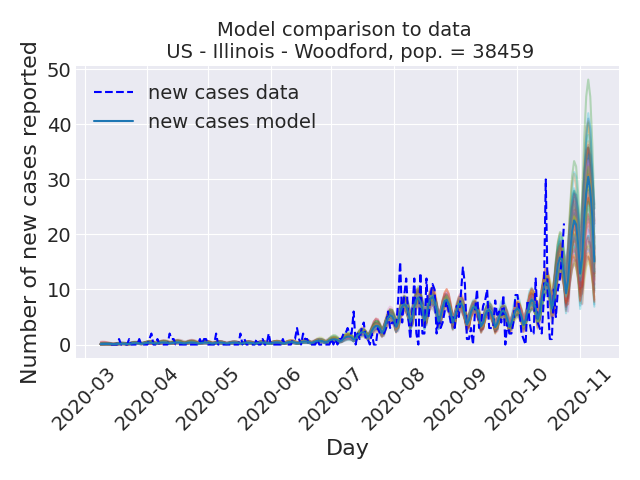 Model comparison to data
US - Illinois - Woodford, pop. = 38459
Number of new cases reported
50
40
30
20
10
0
new cases data
new cases model
2020-03
2020-04
2020-05
2020-06
2020-07
2020-08
2020-09
2020-10
2020-11
Day